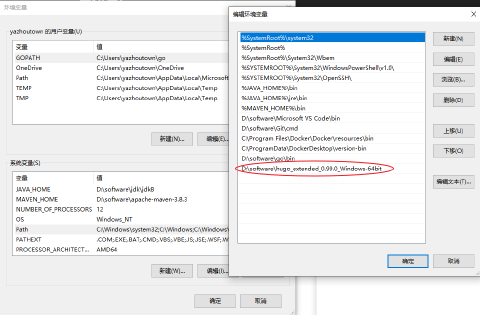 环境变量
yazhoutown 的用户变量(U)
变量 值
GOPATH C:\Users\yazhoutown\go
OneDrive C:\Users\yazhoutown\OneDrive
Path C:\Users\yazhoutown\AppData\Local\Microsoft
TEMP C:\Users\yazhoutown\AppData\Local\Temp
TMP C:\Users\yazhoutown\AppData\Local\Temp
新建(N)... 编辑(E)...
系统变量(S)
变量 值
JAVA_HOME D:\software\jdk\jdk8
MAVEN_HOME D:\software\apache-maven-3.8.3
NUMBER_OF_PROCESSORS 12
OS Windows_NT
Path C:\Windows\system32;C:\Windows;C:\Windows\
PATHEXT .COM;.EXE;.BAT;.CMD;.VBS;.VBE;.JS;.JSE;.WSF;.W
PROCESSOR_ARCHITECT... AMD64
新建(W)... 编辑(I)...
确定 取消
编辑环境变量
%SystemRoot%\system32
%SystemRoot%
%SystemRoot%\System32\Wbem
%SYSTEMROOT%\System32\WindowsPowerShell\v1.0\
%SYSTEMROOT%\System32\OpenSSH\
%JAVA_HOME%\bin
%JAVA_HOME%\jre\bin
%MAVEN_HOME%\bin
D:\software\Microsoft VS Code\bin
D:\software\Git\cmd
C:\Program Files\Docker\Docker\resources\bin
C:\ProgramData\DockerDesktop\version-bin
D:\software\go\bin
D:\software\hugo_extended_0.99.0_Windows-64bit
新建(N)
编辑(E)
浏览(B)...
删除(D)
上移(U)
下移(O)
编辑文本(T)...
确定 取消